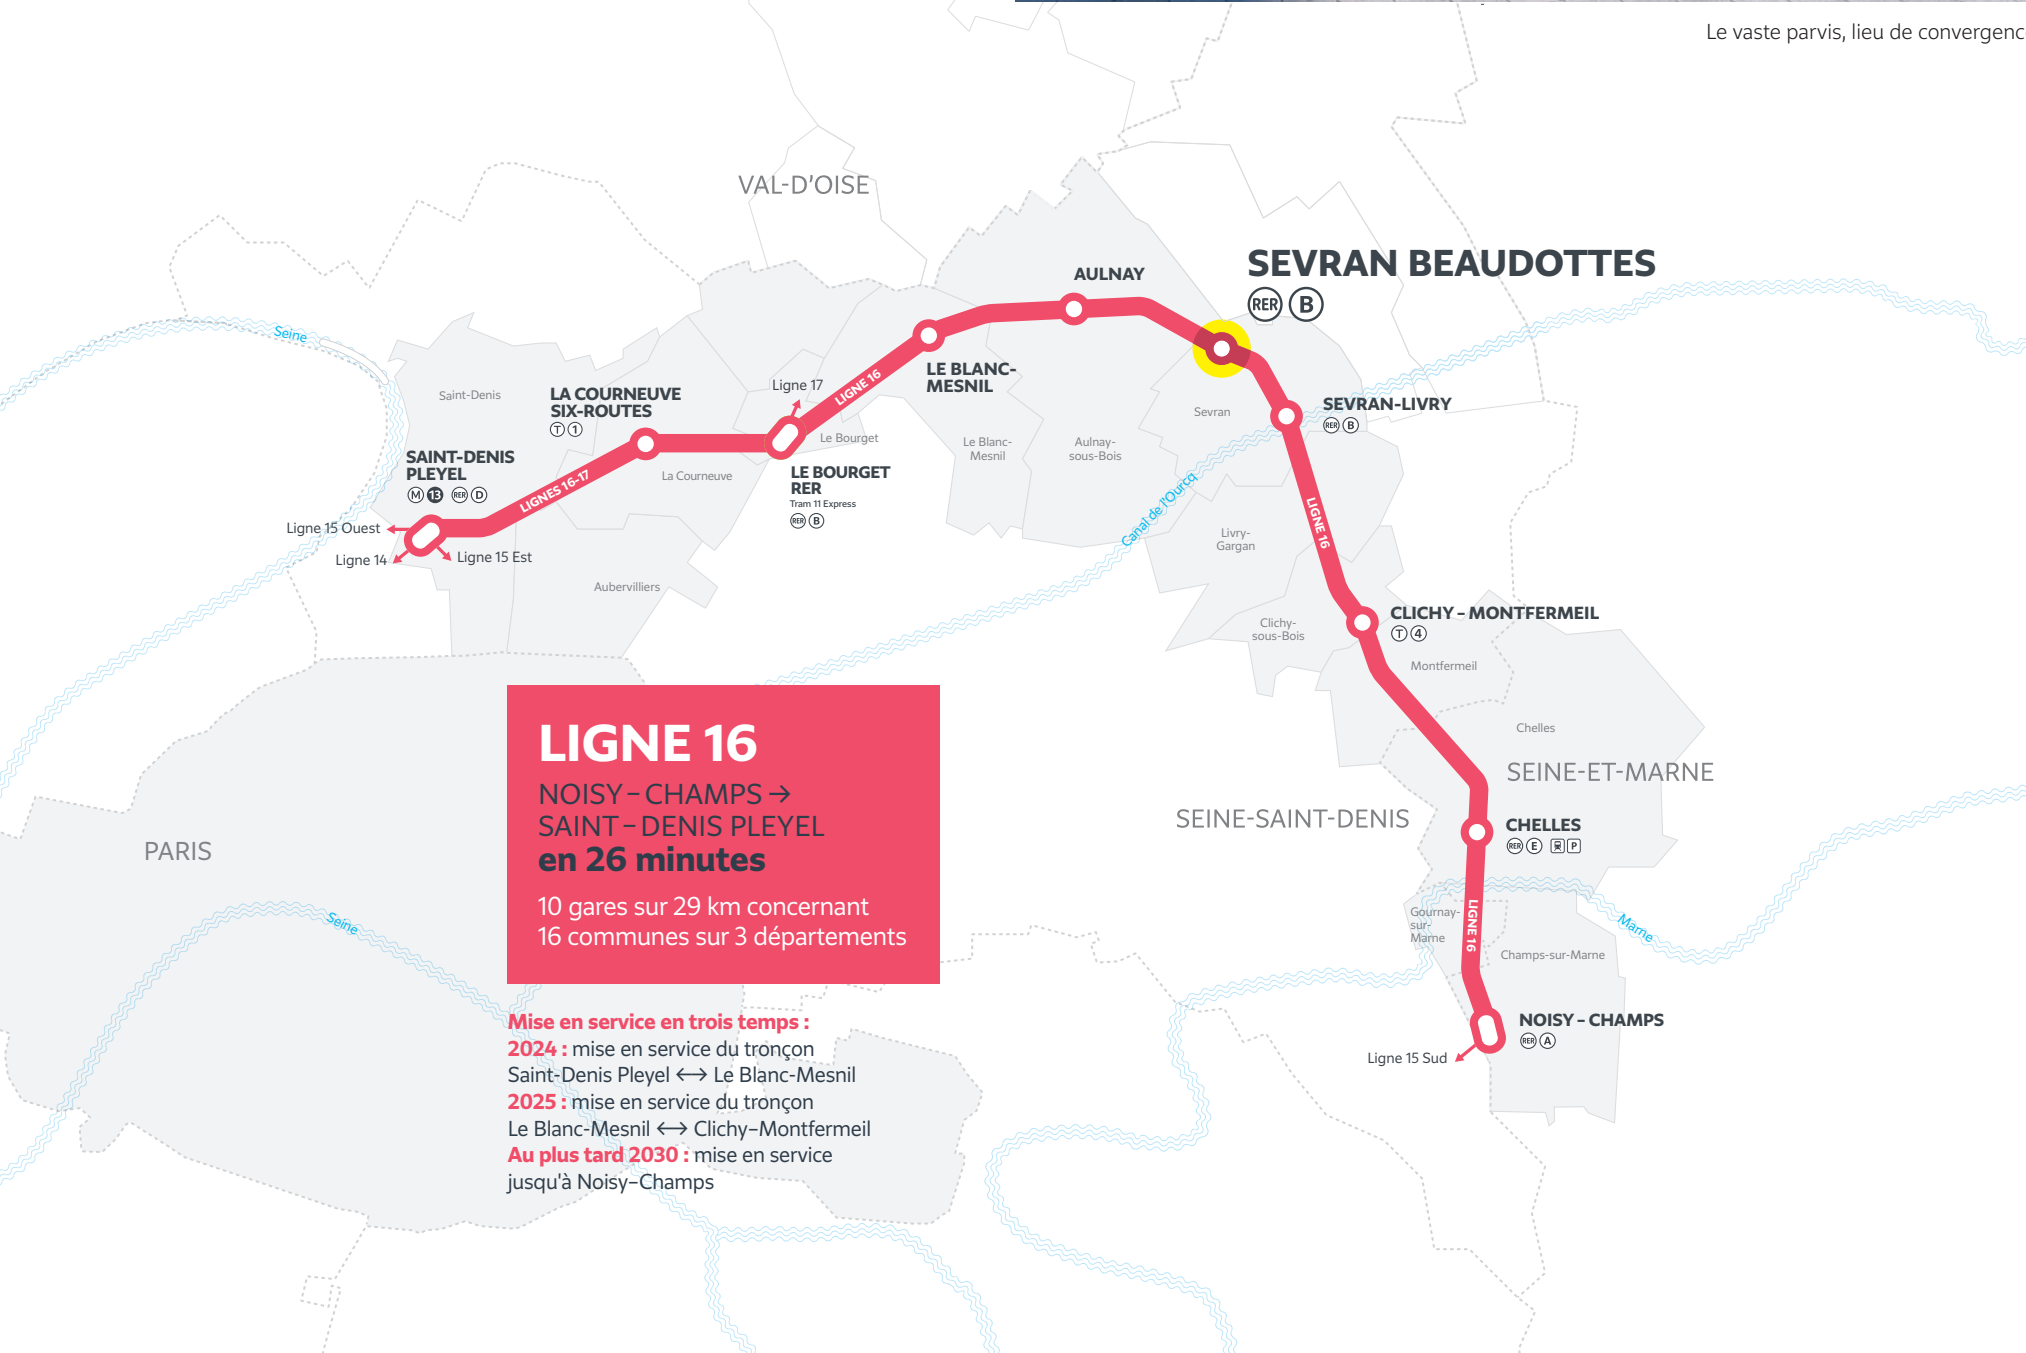 Le vaste parvis, lieu de convergenc
VAL-D'OISE
SEVRAN BEAUDOTTES
RER B
AULNAY
Seine
LE BLANC-
MESNIL
Ligne 17
LIGNE 16
Saint-Denis
LA COURNEUVE
SIX-ROUTES
T 1
Sevran
SEVRAN-LIVRY
RER B
Le Bourget
Le Blanc-
Mesnil
Aulnay-
sous-Bois
SAINT-DENIS
PLEYEL
M 13 RER D
La Courneuve
LE BOURGET
RER
Tram 11 Express
RER B
LIGNES 16-17
Canal de l'Ourcq
LIGNE 16
Ligne 15 Ouest
Ligne 14
Ligne 15 Est
Livry-
Gargan
Aubervilliers
Clichy-
sous-Bois
CLICHY – MONTFERMEIL
T 4
Montfermeil
Chelles
SEINE-ET-MARNE
SEINE-SAINT-DENIS
CHELLES
RER E P
PARIS
Seine
LIGNE 16
NOISY – CHAMPS →
SAINT – DENIS PLEYEL
en 26 minutes
10 gares sur 29 km concernant
16 communes sur 3 départements
Gournay-
sur-
Marne
LIGNE 16
Marne
Champs-sur-Marne
NOISY – CHAMPS
RER A
Ligne 15 Sud
Mise en service en trois temps :
2024 : mise en service du tronçon
Saint-Denis Pleyel ⟷ Le Blanc-Mesnil
2025 : mise en service du tronçon
Le Blanc-Mesnil ⟷ Clichy–Montfermeil
Au plus tard 2030 : mise en service
jusqu'à Noisy–Champs